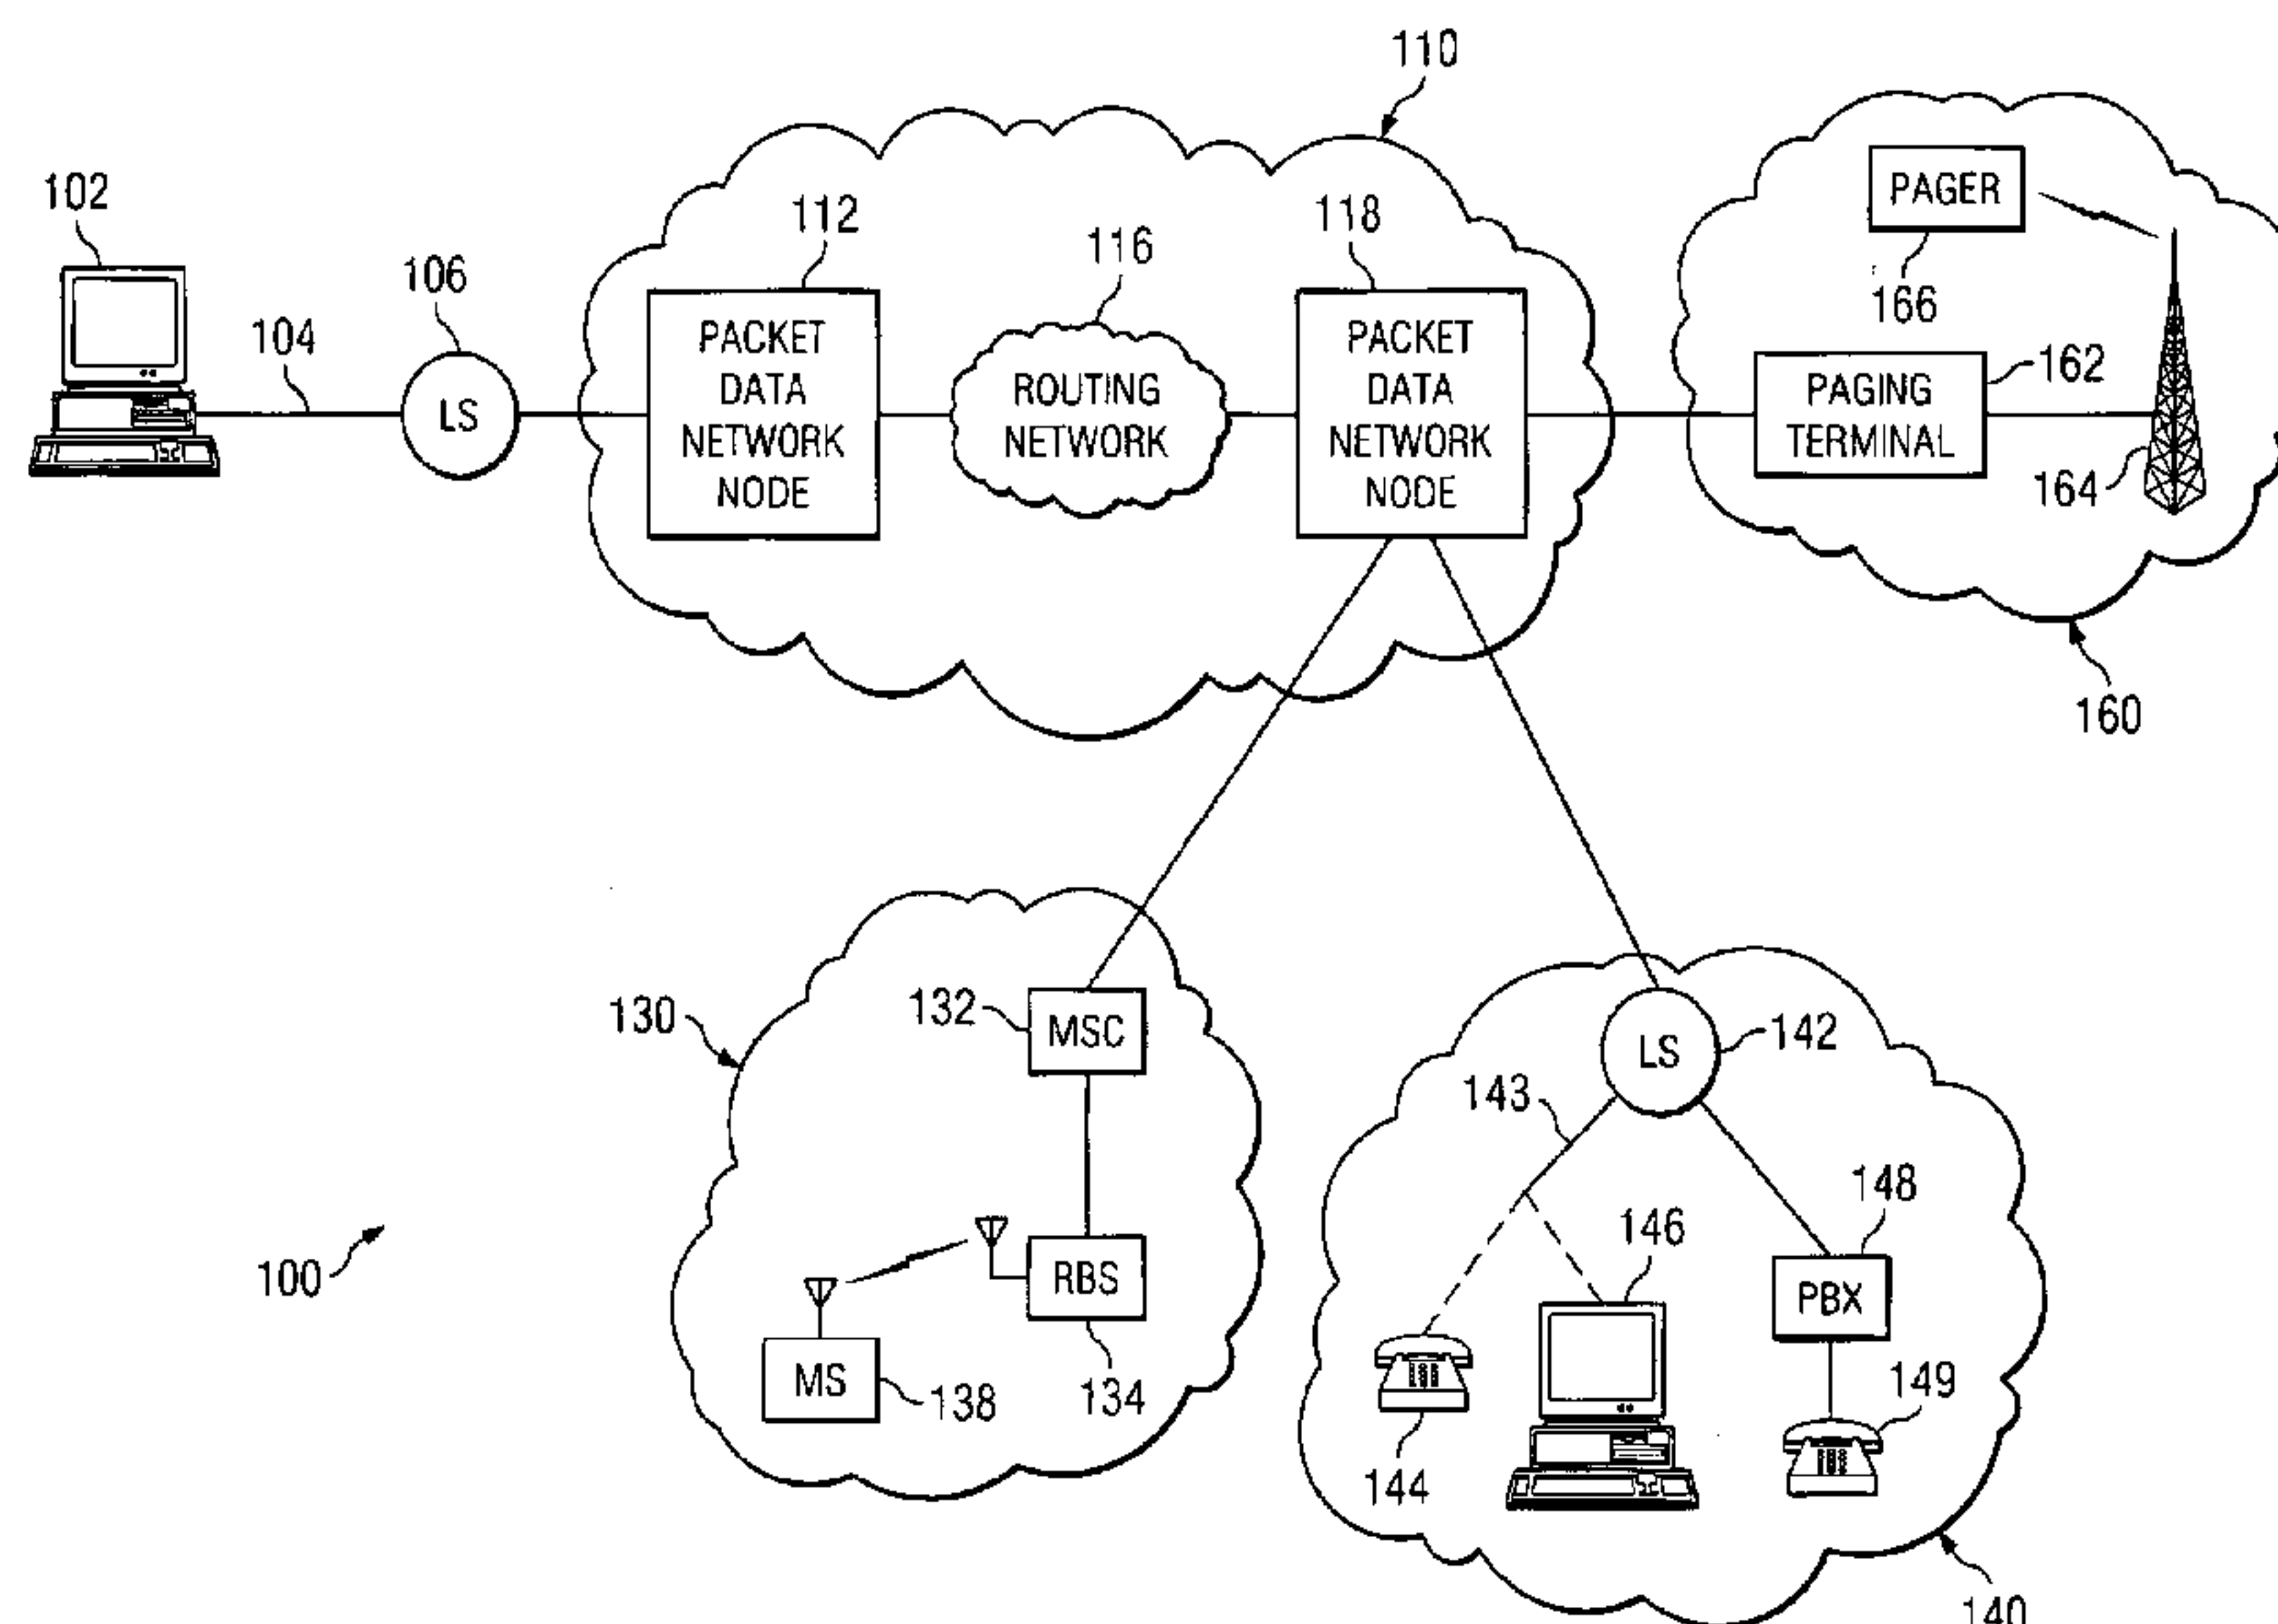 110
102
112
118
PAGER
106
116
166
104
PACKET
DATA
NETWORK
NODE
ROUTING
NETWORK
PACKET
DATA
NETWORK
NODE
162
PAGING
TERMINAL
LS
164
160
130
132
MSC
LS
142
143
148
146
100
RBS
PBX
MS
138
134
149
144
140